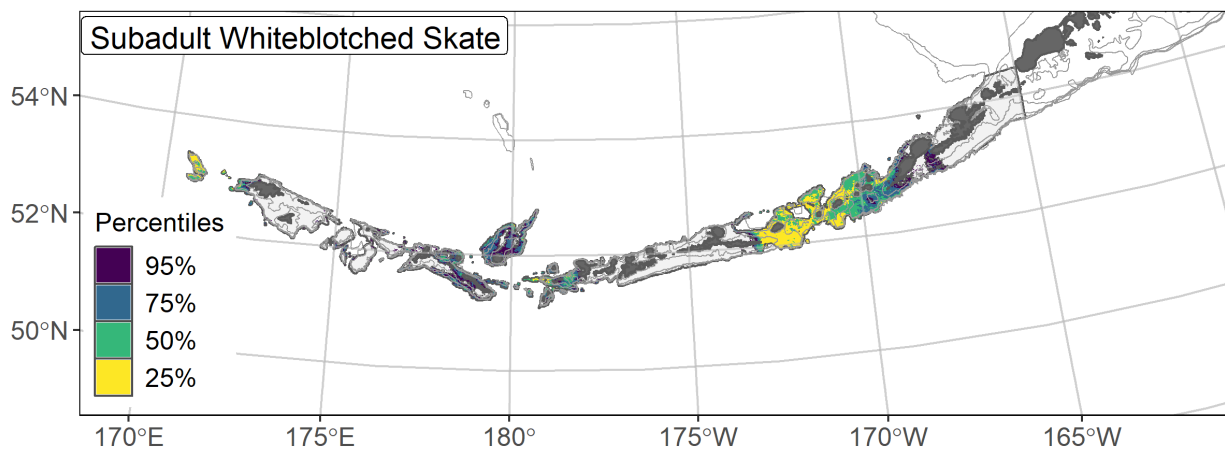 Subadult Whiteblotched Skate
54°N
52°N
50°N
Percentiles
95%
75%
50%
25%
170°E
175°E
180°
175°W
170°W
165°W